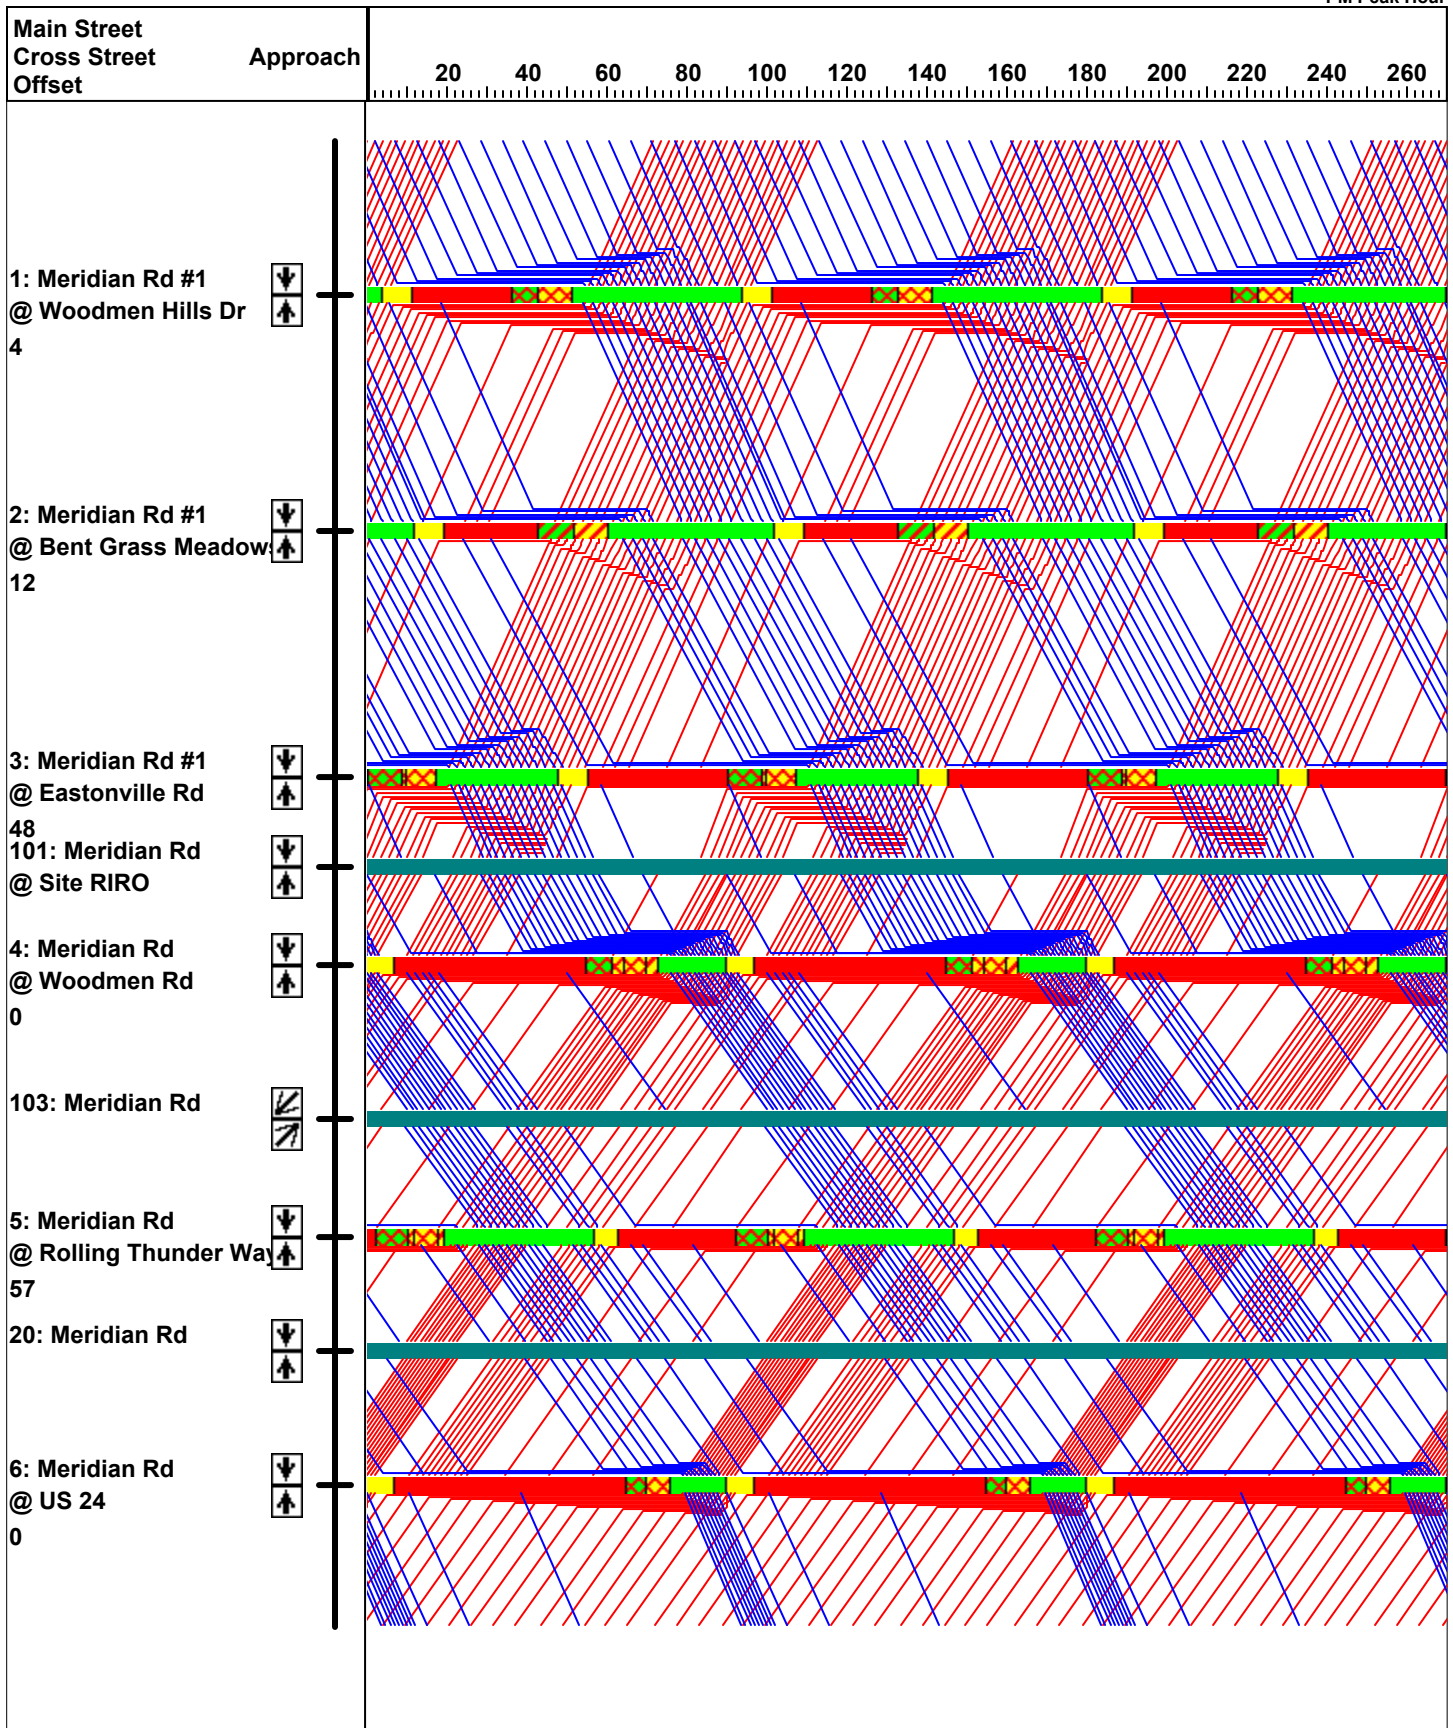 PM Peak Hour
Main Street
Cross Street Approach
Offset
20 40 60 80 100 120 140 160 180 200 220 240 260
1: Meridian Rd #1
@ Woodmen Hills Dr
4
2: Meridian Rd #1
@ Bent Grass Meadows
12
3: Meridian Rd #1
@ Eastonville Rd
48
101: Meridian Rd
@ Site RIRO
4: Meridian Rd
@ Woodmen Rd
0
103: Meridian Rd
5: Meridian Rd
@ Rolling Thunder Way
57
20: Meridian Rd
6: Meridian Rd
@ US 24
0